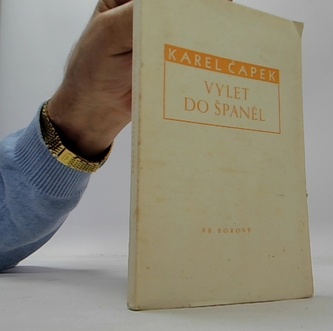 KAREL ČAPEK
VÝLET
DO ŠPANĚL
FR. BOROVÝ